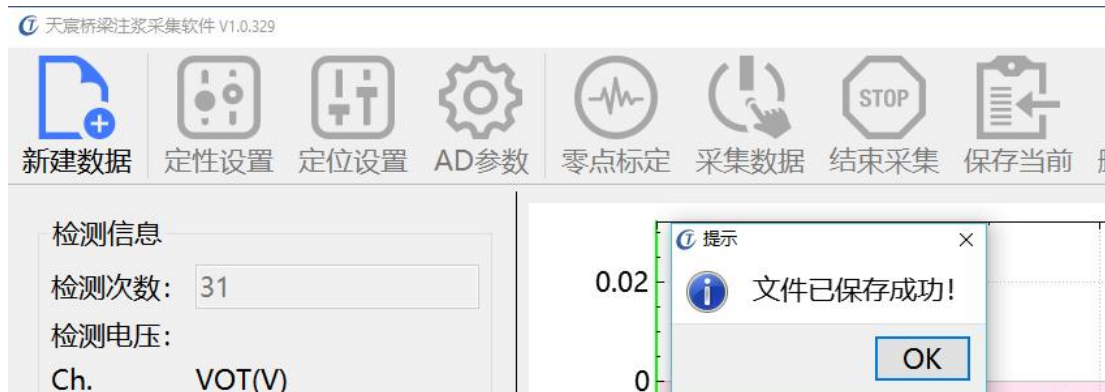 天宸桥梁注浆采集软件 V1.0.329
STOP
新建数据 定性设置 定位设置 AD参数 零点标定 采集数据 结束采集 保存当前
检测信息
提示
检测次数: 31
0.02
文件已保存成功!
检测电压:
OK
Ch. VOT(V)
0